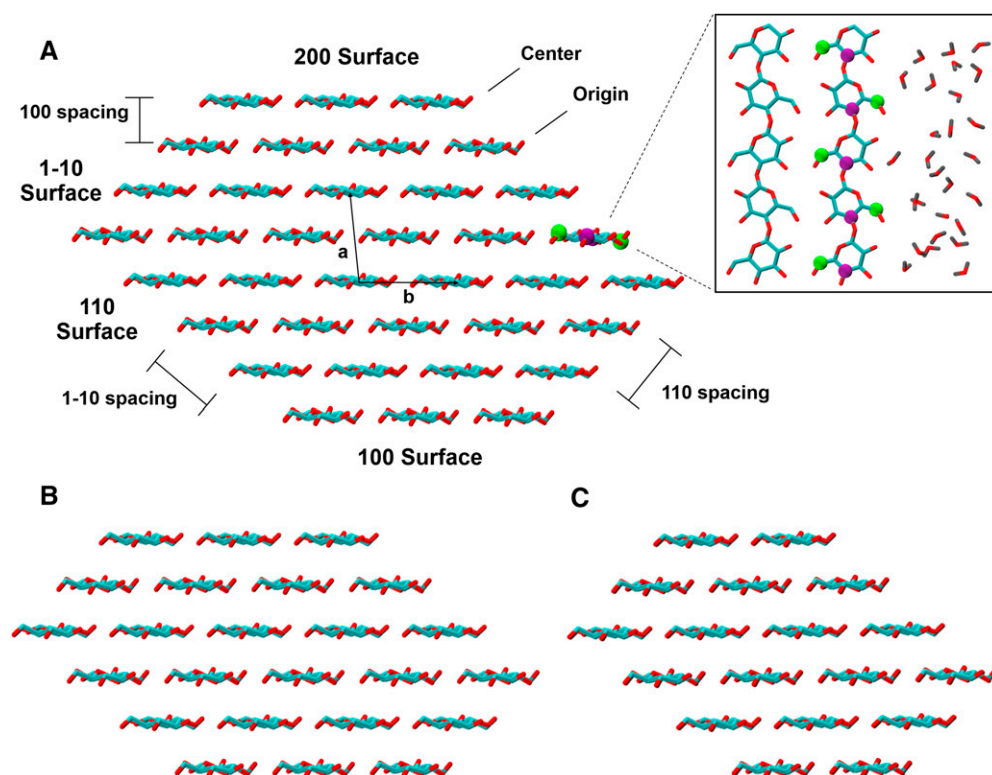 A
200 Surface
Center
100 spacing
Origin
1-10
Surface
a
b
110
Surface
1-10 spacing
110 spacing
100 Surface
B
C